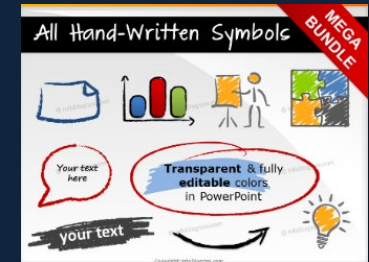 All Hand-Written Symbols
MEGA
BUNDLE
Your text
here
Transparent & fully
editable colors
in PowerPoint
your text